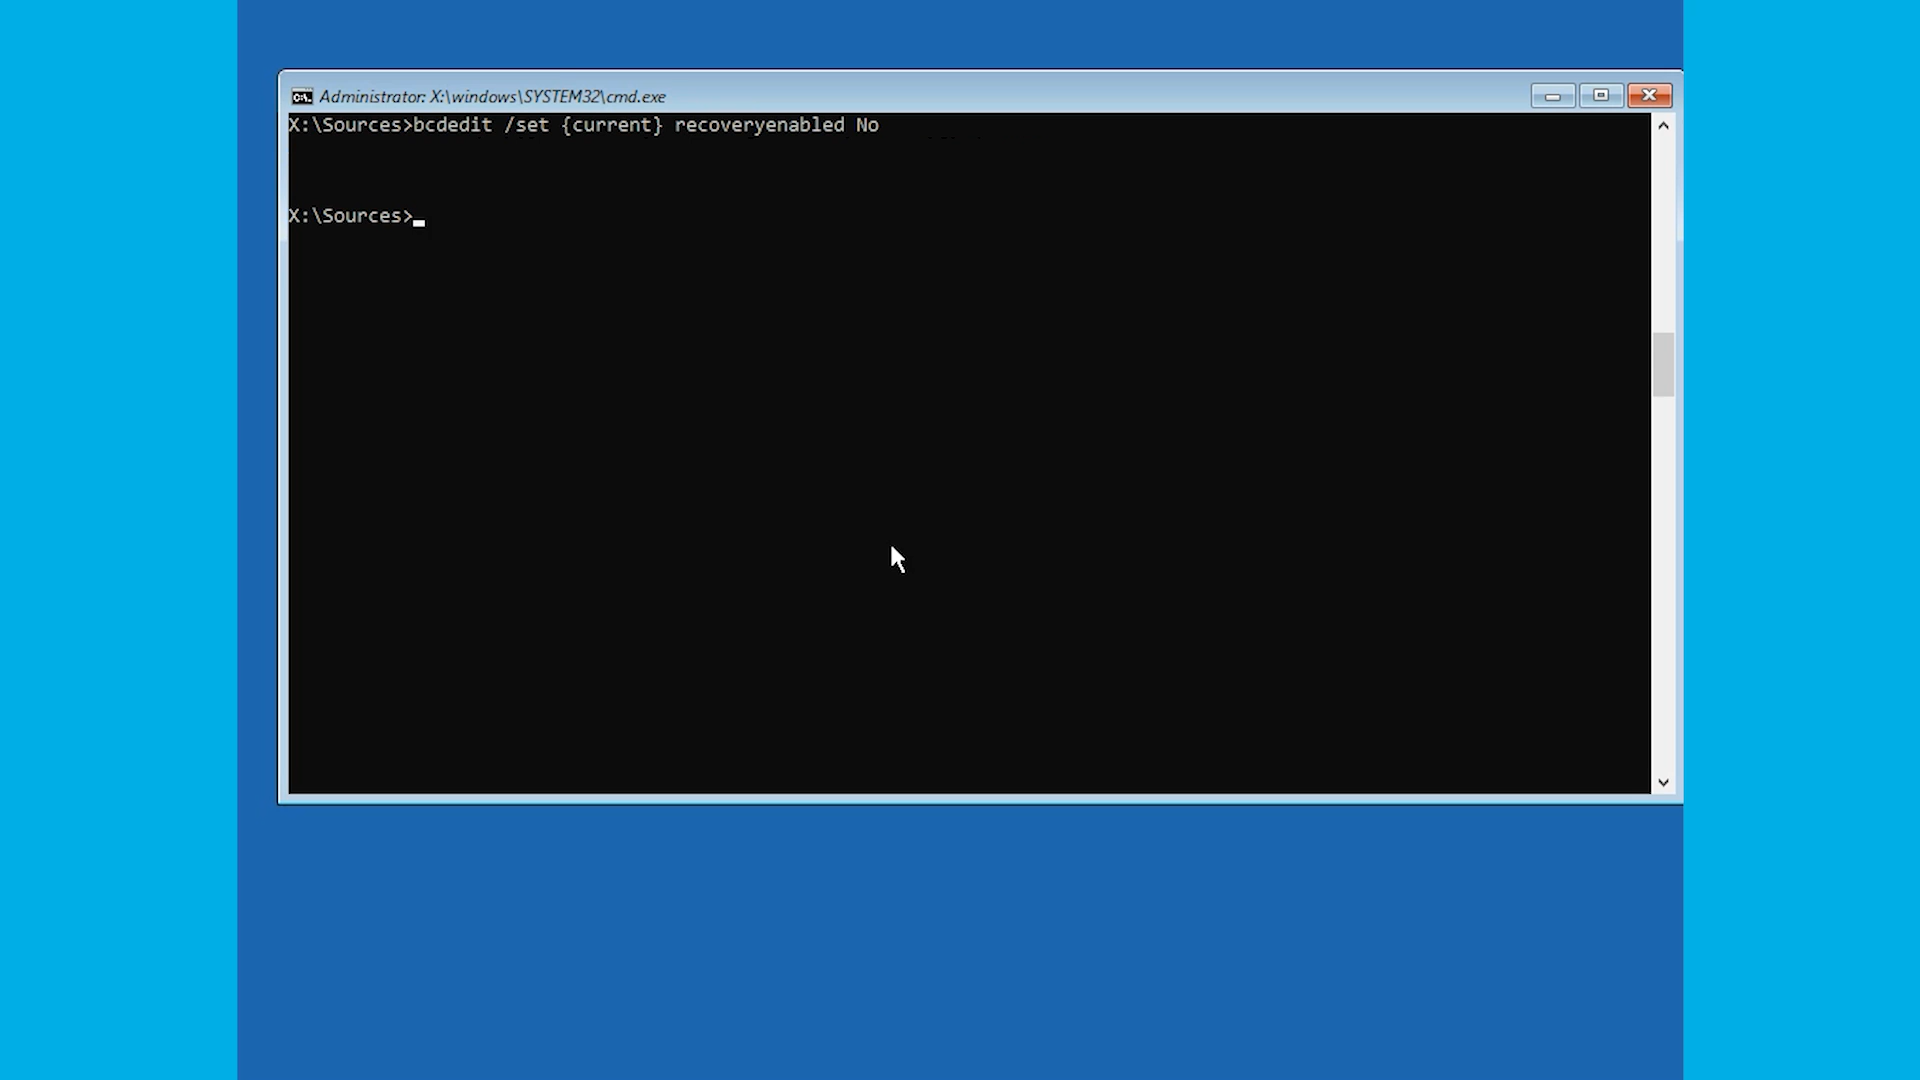 Administrator: X:\windows\SYSTEM32\cmd.exe
X:\Sources>bcdedit /set {current} recoveryenabled No
X:\Sources>